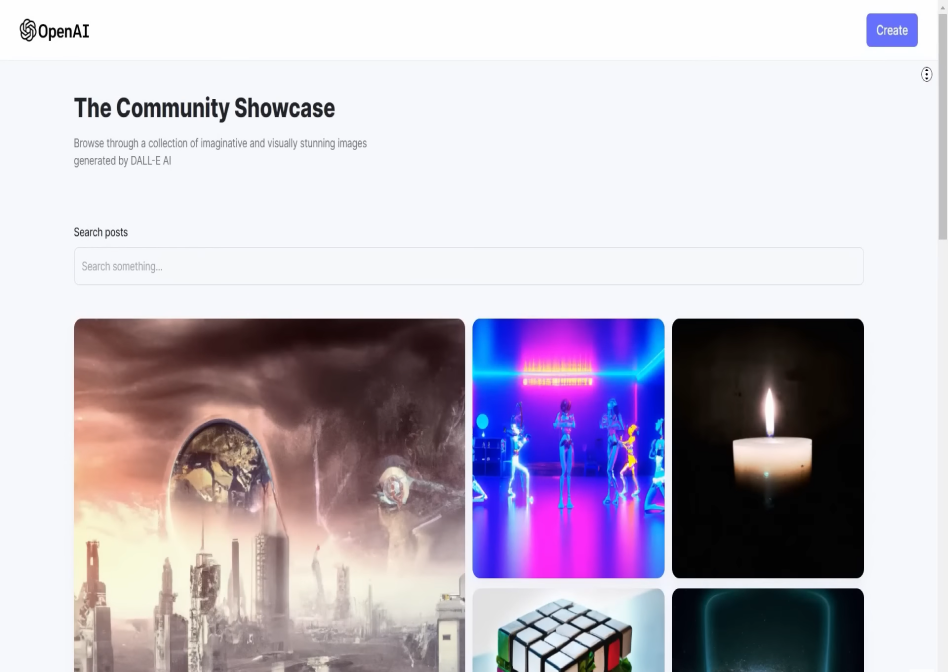 OpenAI
Create
The Community Showcase
Browse through a collection of imaginative and visually stunning images
generated by DALL-E AI
Search posts
Search something...